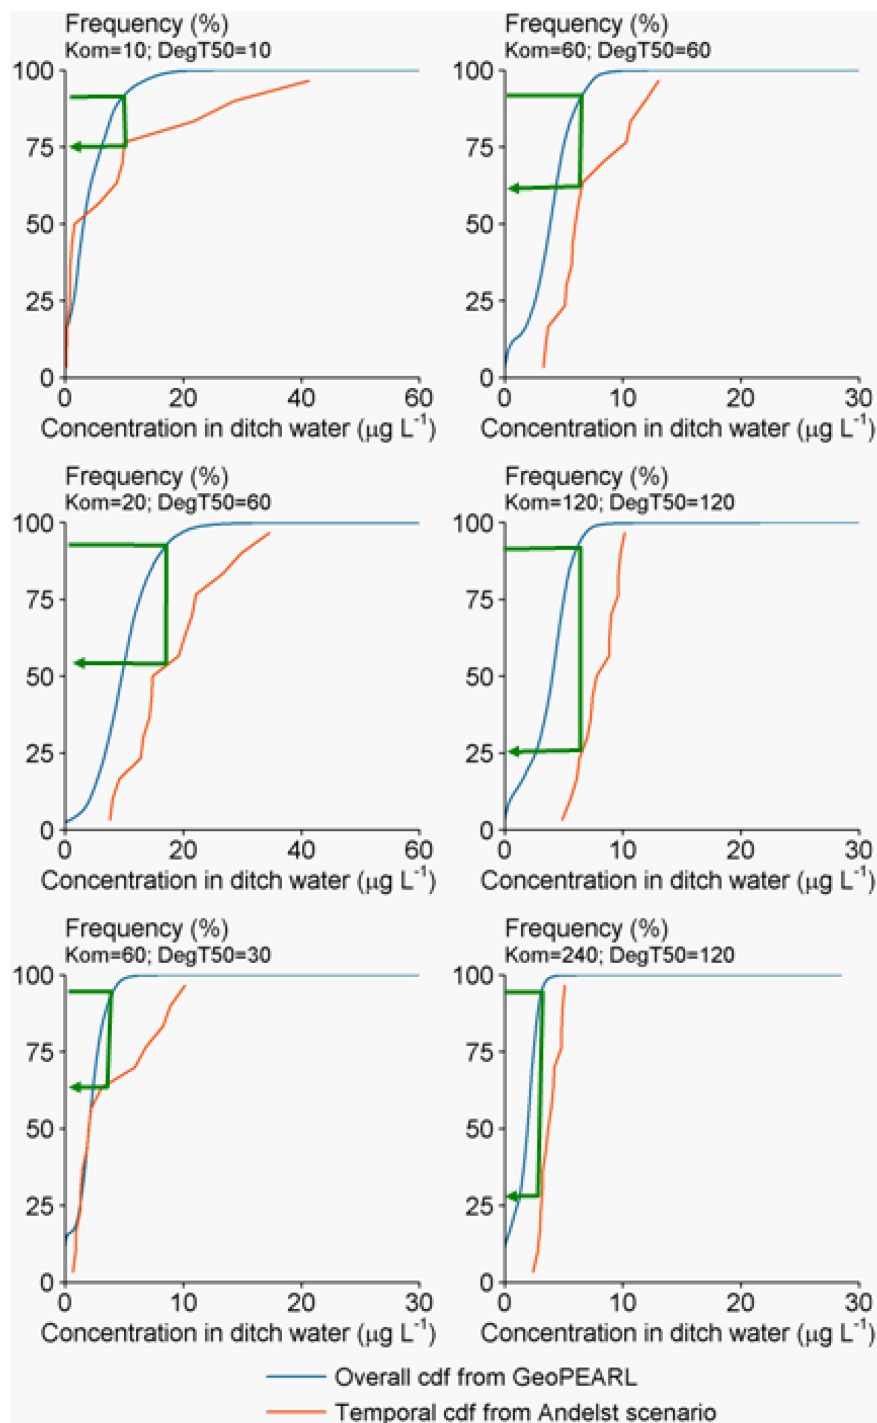 Frequency (%)
Kom=10; DegT50=10
100
75
50
25
0
0 20 40 60
Concentration in ditch water (μg L⁻¹)
Frequency (%)
Kom=60; DegT50=60
100
75
50
25
0
0 10 20 30
Concentration in ditch water (μg L⁻¹)
Frequency (%)
Kom=20; DegT50=60
100
75
50
25
0
0 20 40 60
Concentration in ditch water (μg L⁻¹)
Frequency (%)
Kom=120; DegT50=120
100
75
50
25
0
0 10 20 30
Concentration in ditch water (μg L⁻¹)
Frequency (%)
Kom=60; DegT50=30
100
75
50
25
0
0 10 20 30
Concentration in ditch water (μg L⁻¹)
Frequency (%)
Kom=240; DegT50=120
100
75
50
25
0
0 10 20 30
Concentration in ditch water (μg L⁻¹)
Overall cdf from GeoPEARL
Temporal cdf from Andelst scenario